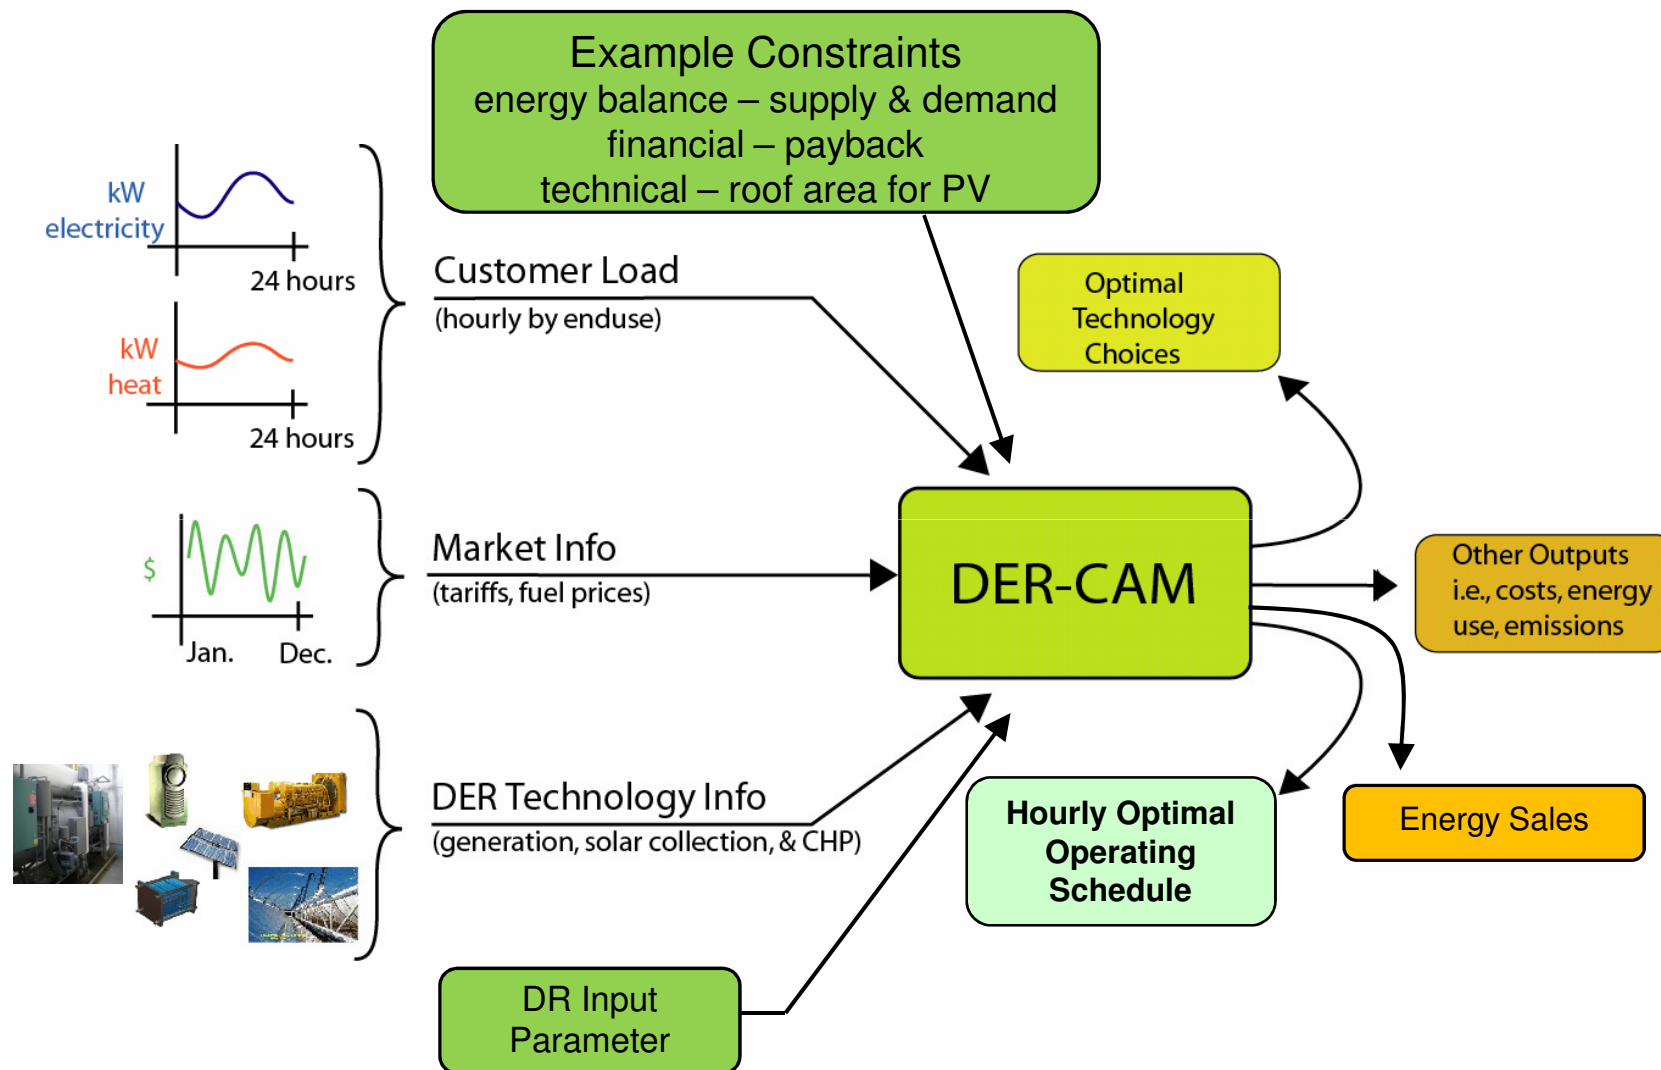 Example Constraints
energy balance – supply & demand
financial – payback
technical – roof area for PV
kW
electricity
24 hours
kW
heat
24 hours
Customer Load
(hourly by enduse)
Optimal
Technology
Choices
$
Jan.
Dec.
Market Info
(tariffs, fuel prices)
DER-CAM
Other Outputs
i.e., costs, energy
use, emissions
DER Technology Info
(generation, solar collection, & CHP)
Hourly Optimal
Operating
Schedule
Energy Sales
DR Input
Parameter